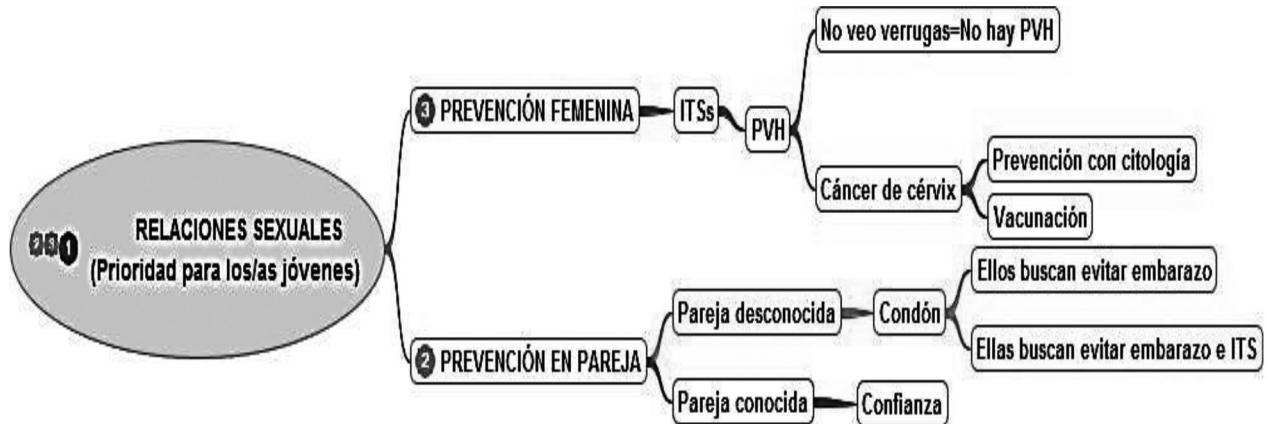 RELACIONES SEXUALES
(Prioridad para los/as jóvenes)
1
3 PREVENCIÓN FEMENINA
ITSs
PVH
No veo verrugas=No hay PVH
Cáncer de cérvix
Prevención con citología
Vacunación
2 PREVENCIÓN EN PAREJA
Pareja desconocida
Condón
Ellos buscan evitar embarazo
Ellas buscan evitar embarazo e ITS
Pareja conocida
Confianza